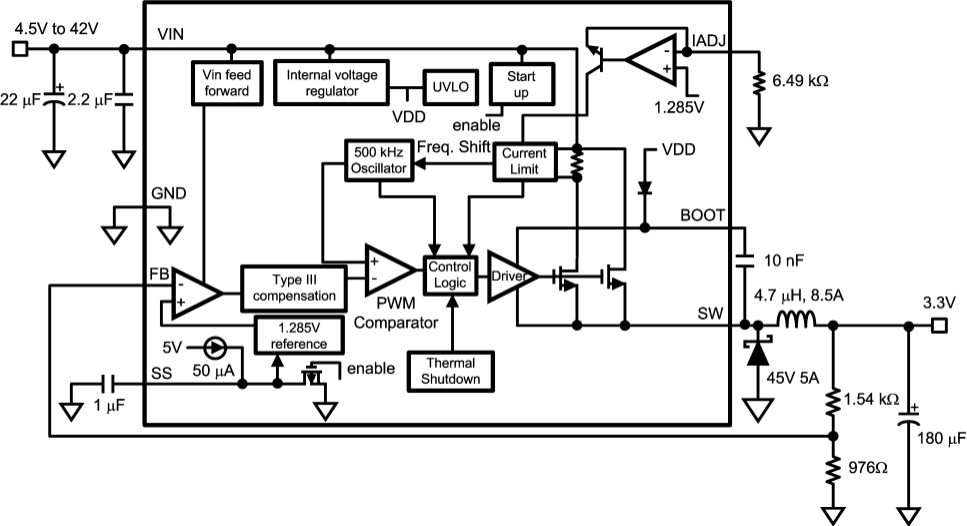 4.5V to 42V
VIN
IADJ
22 μF
+
2.2 μF
Vin feed
forward
Internal voltage
regulator
UVLO
VDD
Start
up
enable
-
+
1.285V
6.49 kΩ
500 kHz
Oscillator
Freq. Shift
Current
Limit
VDD
GND
BOOT
10 nF
FB
-
+
Type III
compensation
+
-
PWM
Comparator
Control
Logic
Driver
SW
4.7 μH, 8.5A
3.3V
1.285V
reference
5V
50 μA
SS
enable
Thermal
Shutdown
45V 5A
1 μF
1.54 kΩ
+
180 μF
976Ω